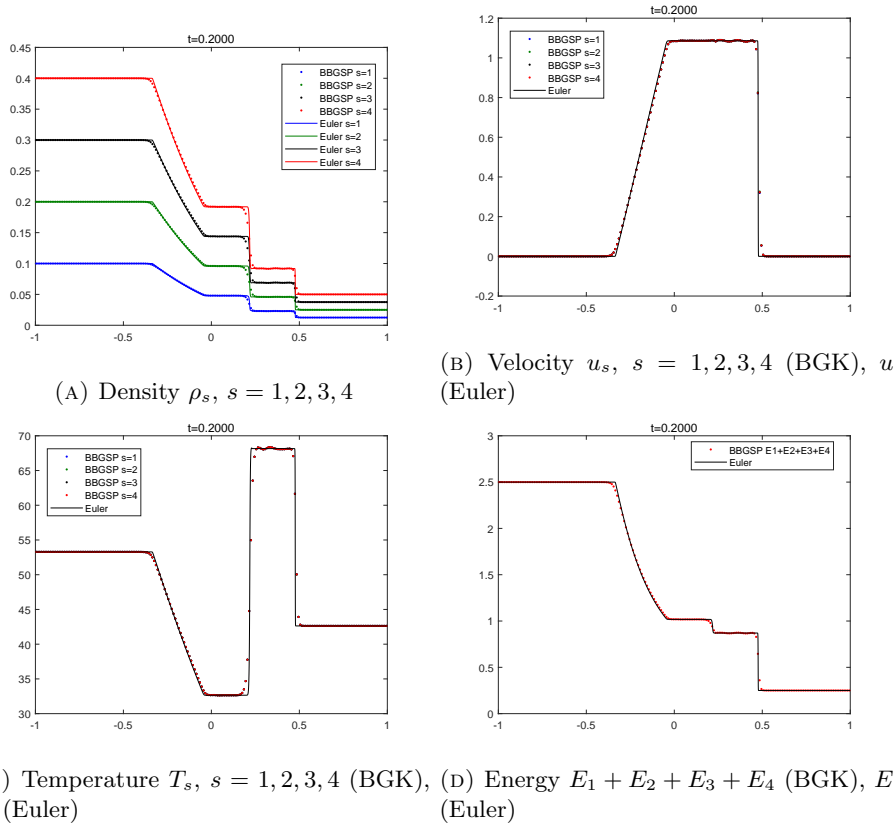 t=0.2000
0.45
0.4
0.35
0.3
0.25
0.2
0.15
0.1
0.05
0
-1
-0.5
0
0.5
1
BBGSP s=1
BBGSP s=2
BBGSP s=3
BBGSP s=4
Euler s=1
Euler s=2
Euler s=3
Euler s=4
(A) Density ρ_s, s = 1, 2, 3, 4
t=0.2000
1.2
1
0.8
0.6
0.4
0.2
0
-0.2
-1
-0.5
0
0.5
1
BBGSP s=1
BBGSP s=2
BBGSP s=3
BBGSP s=4
Euler
(B) Velocity u_s, s = 1, 2, 3, 4 (BGK), u
(Euler)
t=0.2000
70
65
60
55
50
45
40
35
30
-1
-0.5
0
0.5
1
BBGSP s=1
BBGSP s=2
BBGSP s=3
BBGSP s=4
Euler
) Temperature T_s, s = 1, 2, 3, 4 (BGK),
(Euler)
t=0.2000
3
2.5
2
1.5
1
0.5
0
-1
-0.5
0
0.5
1
BBGSP E1+E2+E3+E4
Euler
(D) Energy E_1 + E_2 + E_3 + E_4 (BGK), E
(Euler)